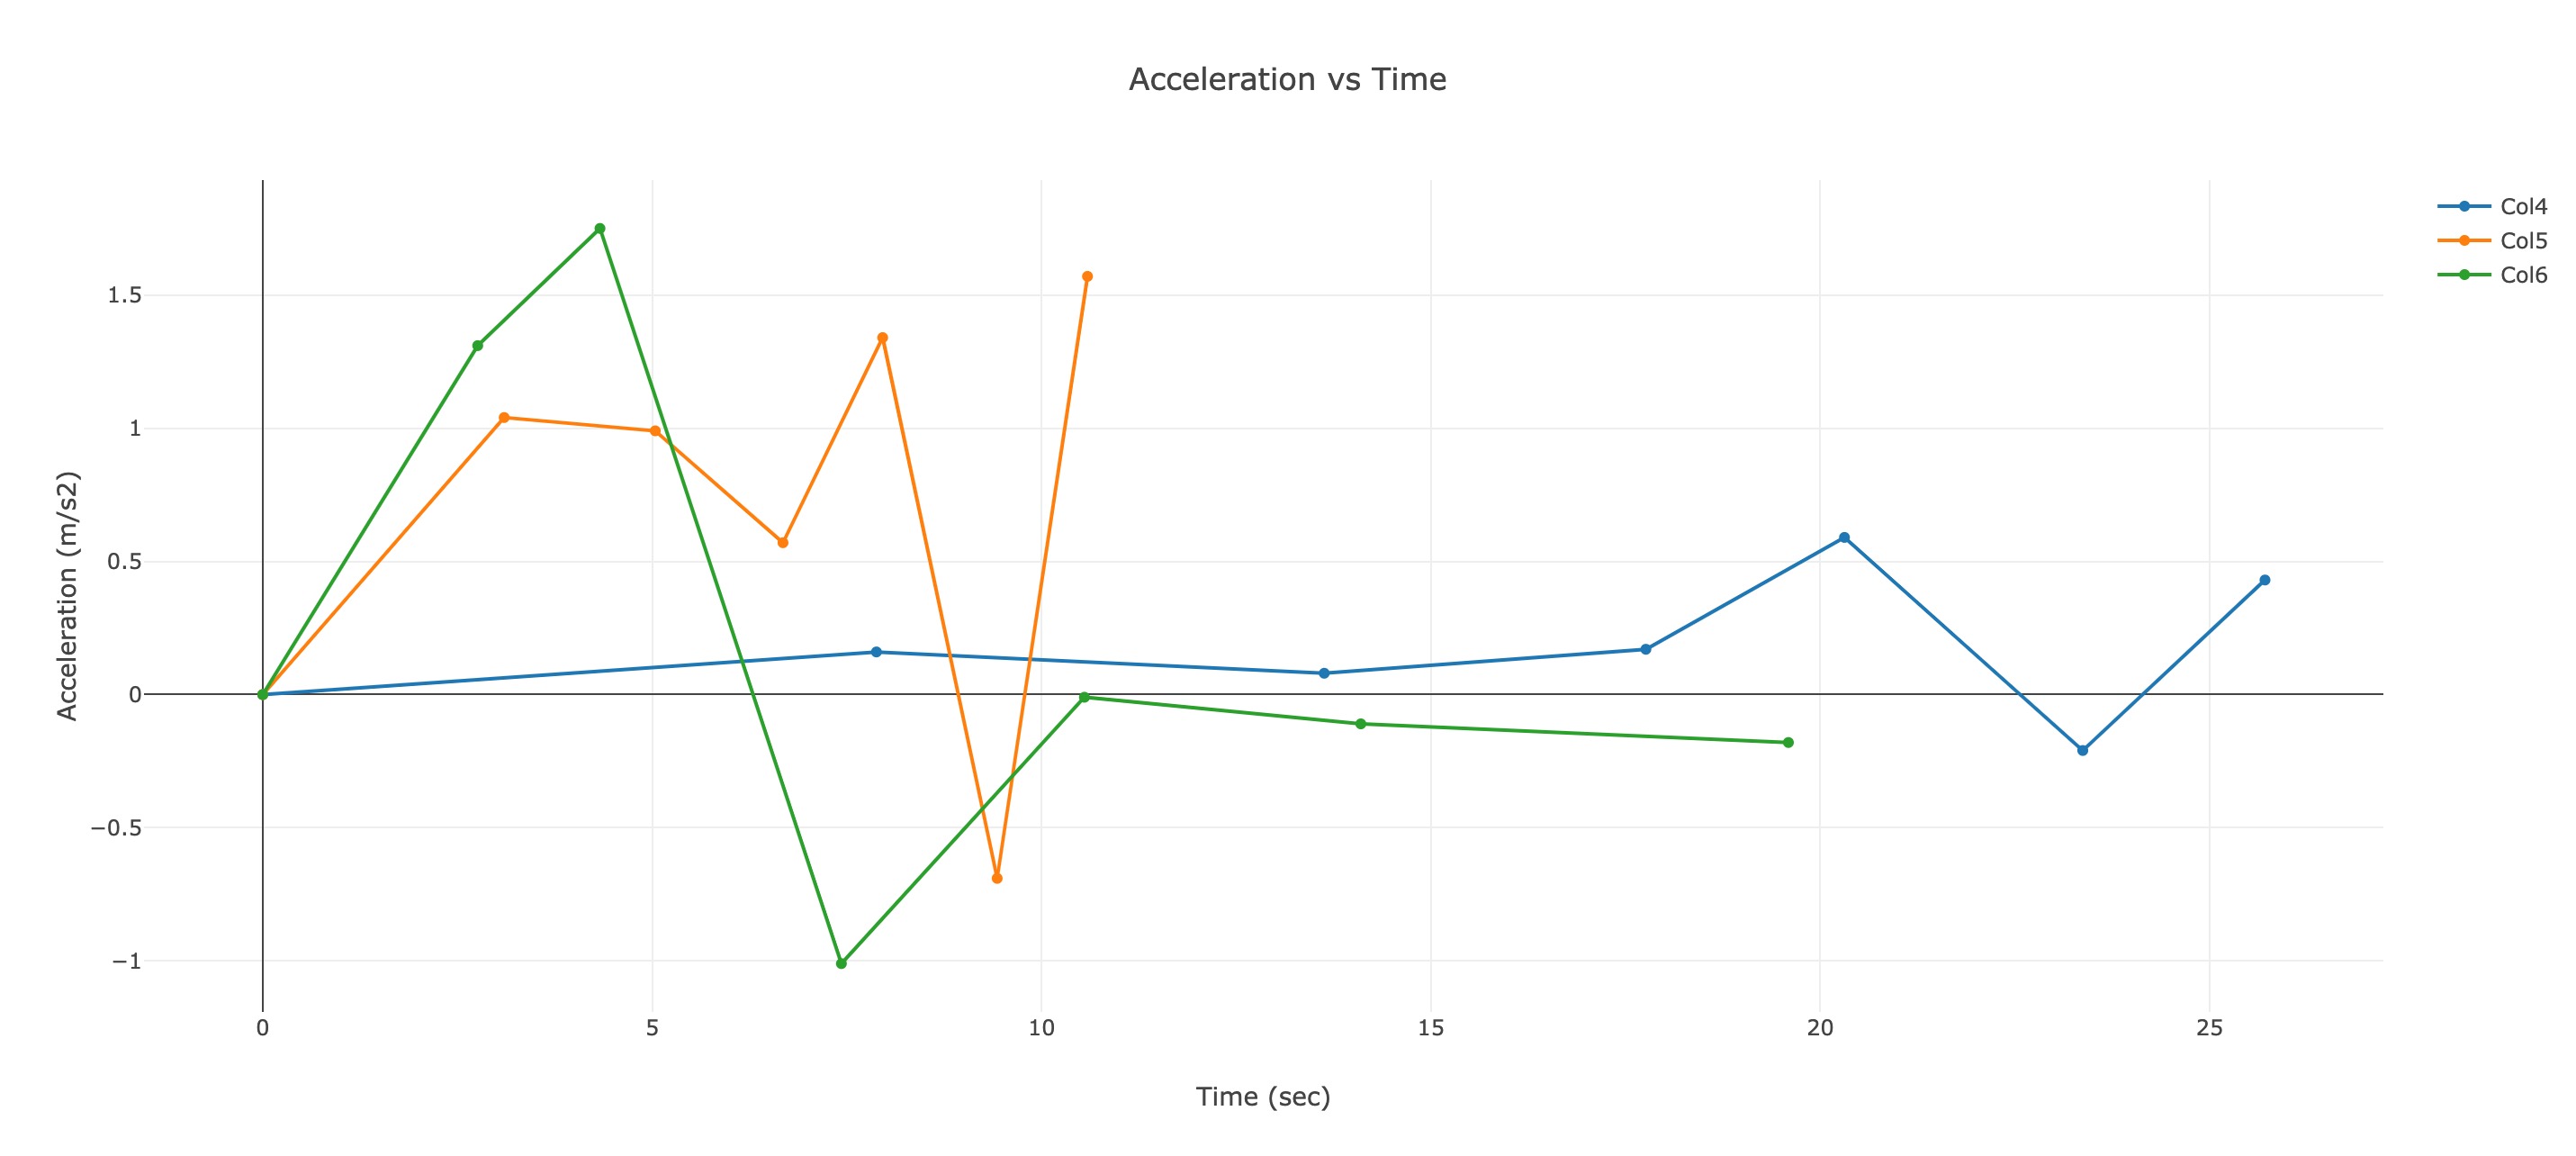 Acceleration vs Time
Col4
Col5
Col6
1.5
1
0.5
0
−0.5
−1
Acceleration (m/s2)
0 5 10 15 20 25
Time (sec)